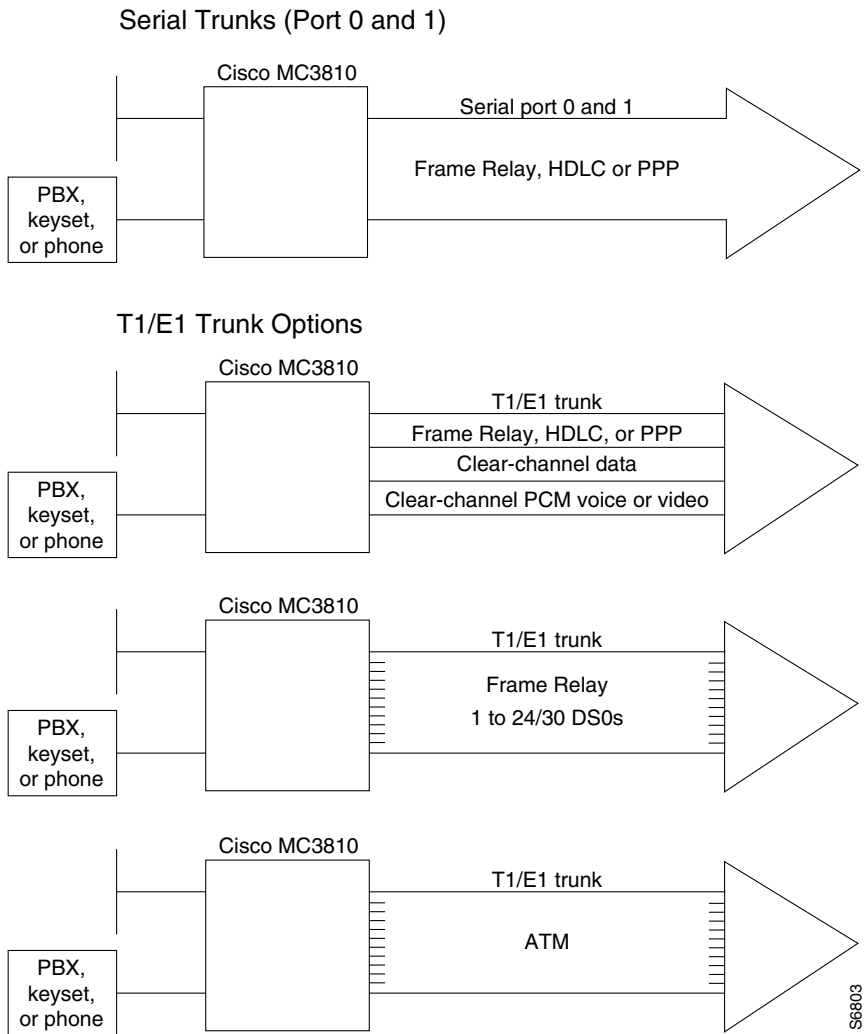 Serial Trunks (Port 0 and 1)
Cisco MC3810
Serial port 0 and 1
Frame Relay, HDLC or PPP
PBX,
keyset,
or phone
T1/E1 Trunk Options
Cisco MC3810
T1/E1 trunk
Frame Relay, HDLC, or PPP
Clear-channel data
Clear-channel PCM voice or video
PBX,
keyset,
or phone
Cisco MC3810
T1/E1 trunk
Frame Relay
1 to 24/30 DS0s
PBX,
keyset,
or phone
Cisco MC3810
T1/E1 trunk
ATM
PBX,
keyset,
or phone
S6803